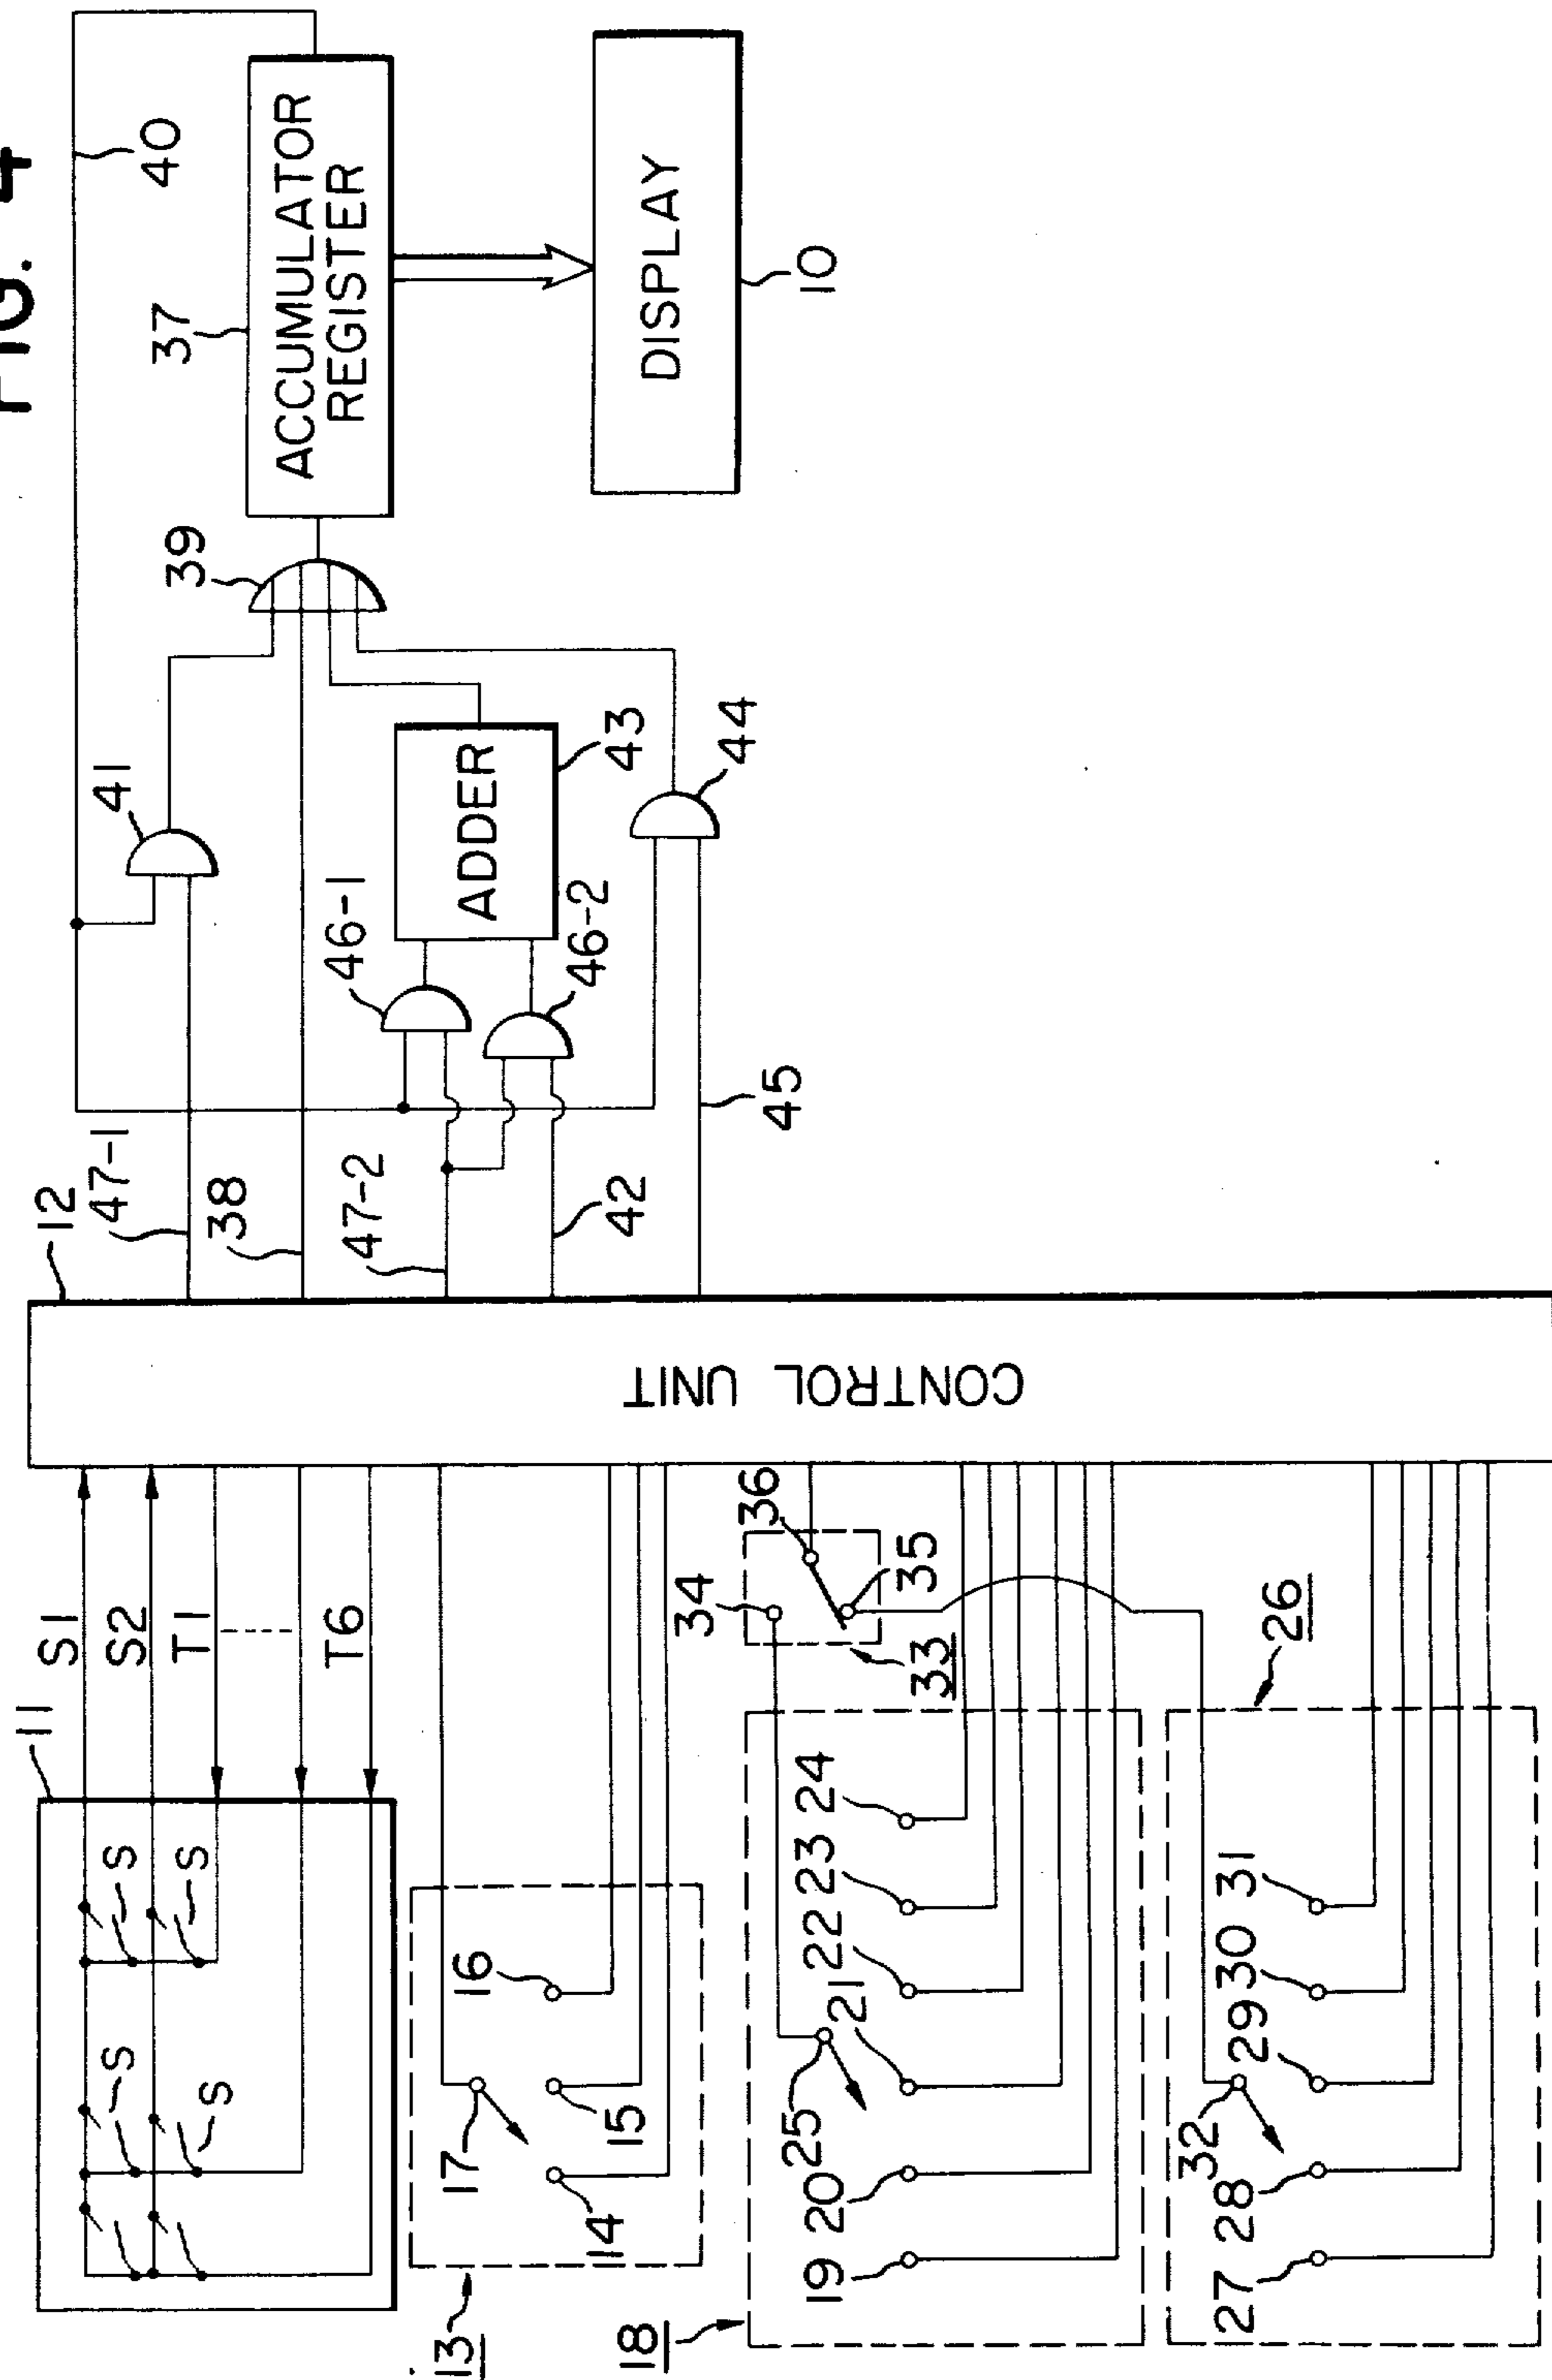 FIG. 4
40
37
ACCUMULATOR
REGISTER
DISPLAY
10
39
41
46-1
ADDER
43
46-2
44
12
47-1
38
47-2
42
45
CONTROL UNIT
11
S1
S2
T1
T6
S
S
S
S
13
14
15
16
17
18
19
20
21
22
23
24
25
33
34
35
36
26
27
28
29
30
31
32